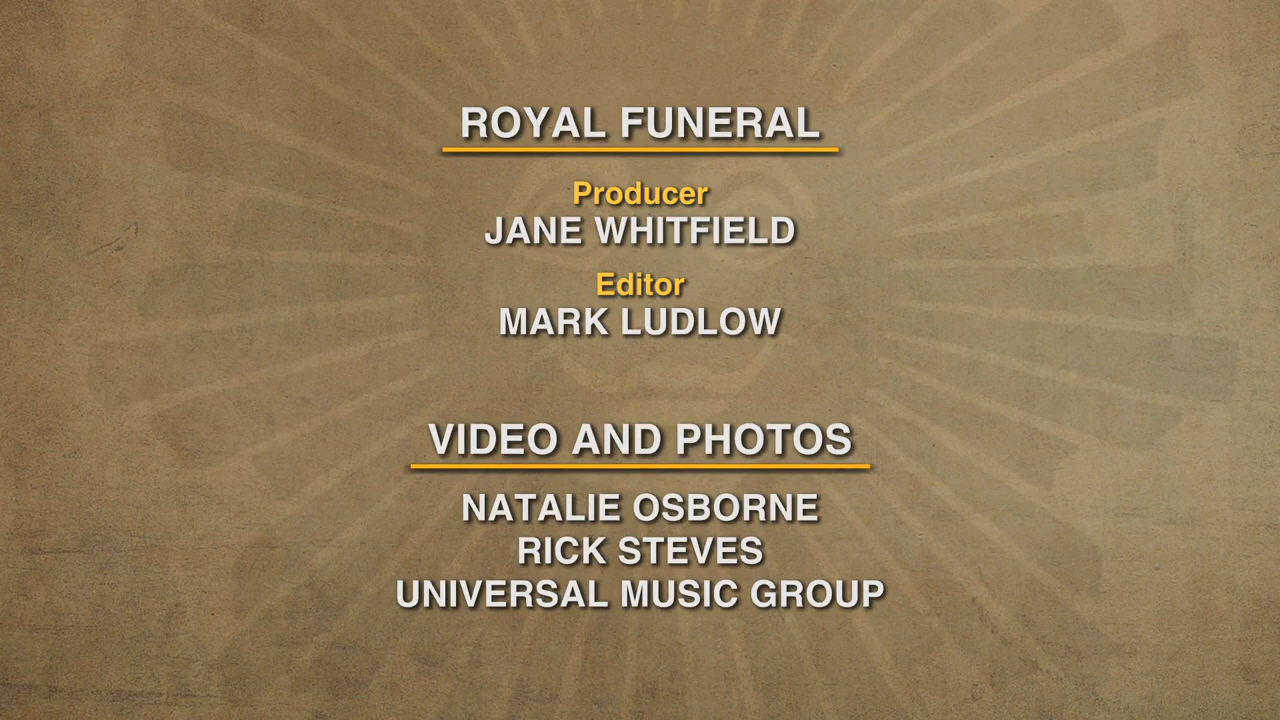 ROYAL FUNERAL
Producer
JANE WHITFIELD
Editor
MARK LUDLOW
VIDEO AND PHOTOS
NATALIE OSBORNE
RICK STEVES
UNIVERSAL MUSIC GROUP